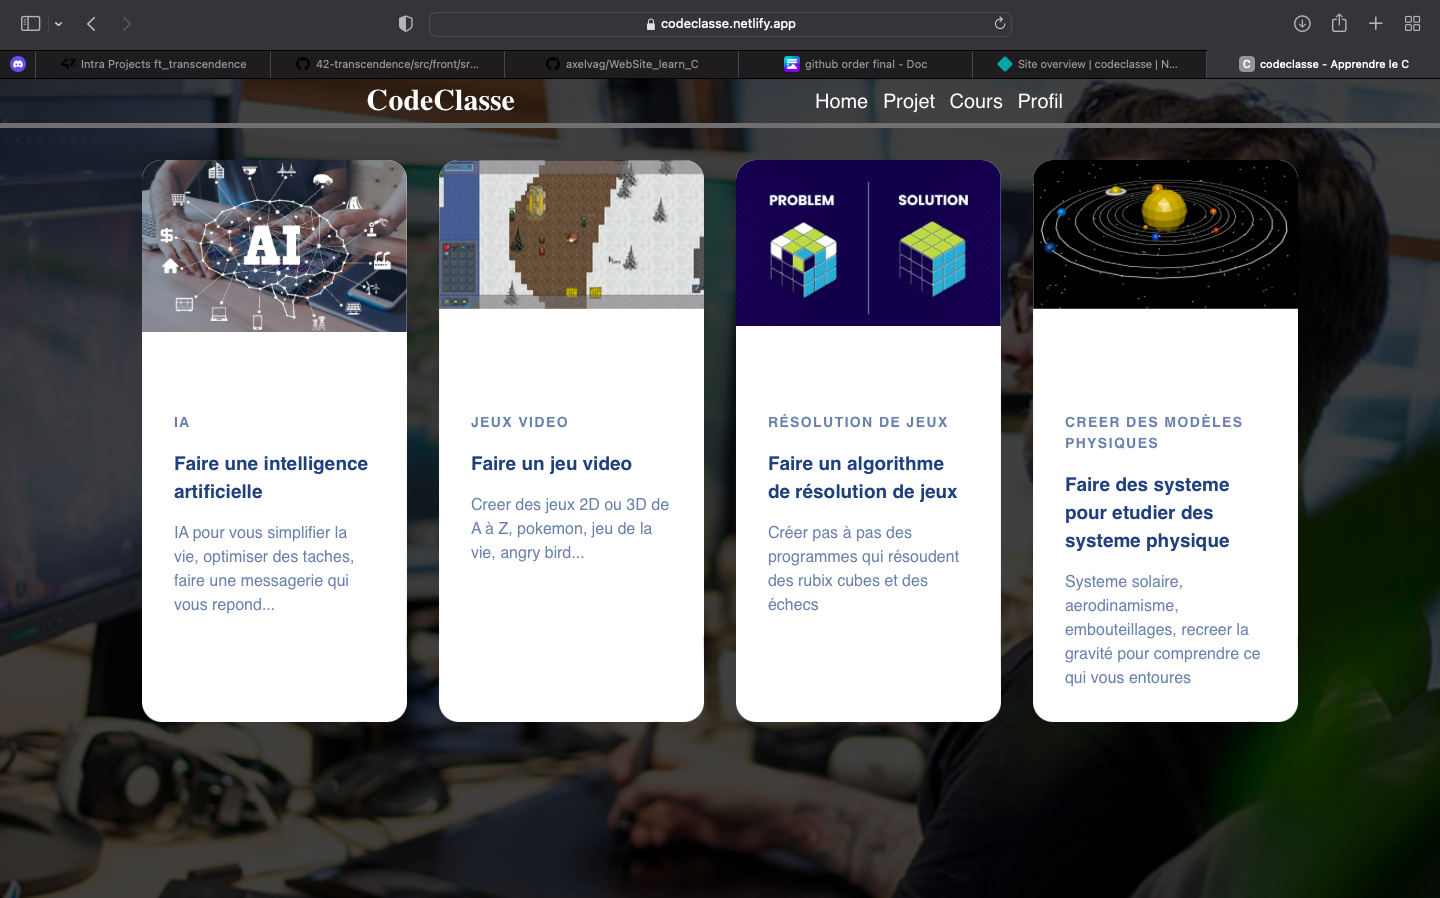 codeclasse.netlify.app
Intra Projects ft_transcendence
42-transcendence/src/front/sr...
axelvag/WebSite_learn_C
github order final - Doc
Site overview | codeclasse | N...
C codeclasse - Apprendre le C
CodeClasse
Home Projet Cours Profil
AI
IA
Faire une intelligence
artificielle
IA pour vous simplifier la
vie, optimiser des taches,
faire une messagerie qui
vous repond...
JEUX VIDEO
Faire un jeu video
Creer des jeux 2D ou 3D de
A à Z, pokemon, jeu de la
vie, angry bird...
PROBLEM SOLUTION
RÉSOLUTION DE JEUX
Faire un algorithme
de résolution de jeux
Créer pas à pas des
programmes qui résoudent
des rubix cubes et des
échecs
CREER DES MODÈLES
PHYSIQUES
Faire des systeme
pour etudier des
systeme physique
Systeme solaire,
aerodinamisme,
embouteillages, recreer la
gravité pour comprendre ce
qui vous entoures